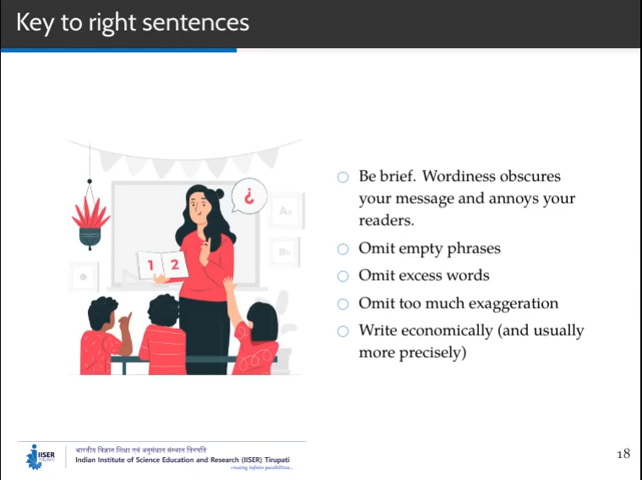 Key to right sentences
Be brief. Wordiness obscures
your message and annoys your
readers.
Omit empty phrases
Omit excess words
Omit too much exaggeration
Write economically (and usually
more precisely)
¿
1 2
IISER
भारतीय विज्ञान शिक्षा एवं अनुसंधान संस्थान तिरुपति
Indian Institute of Science Education and Research (IISER) Tirupati
creating infinite possibilities...
18